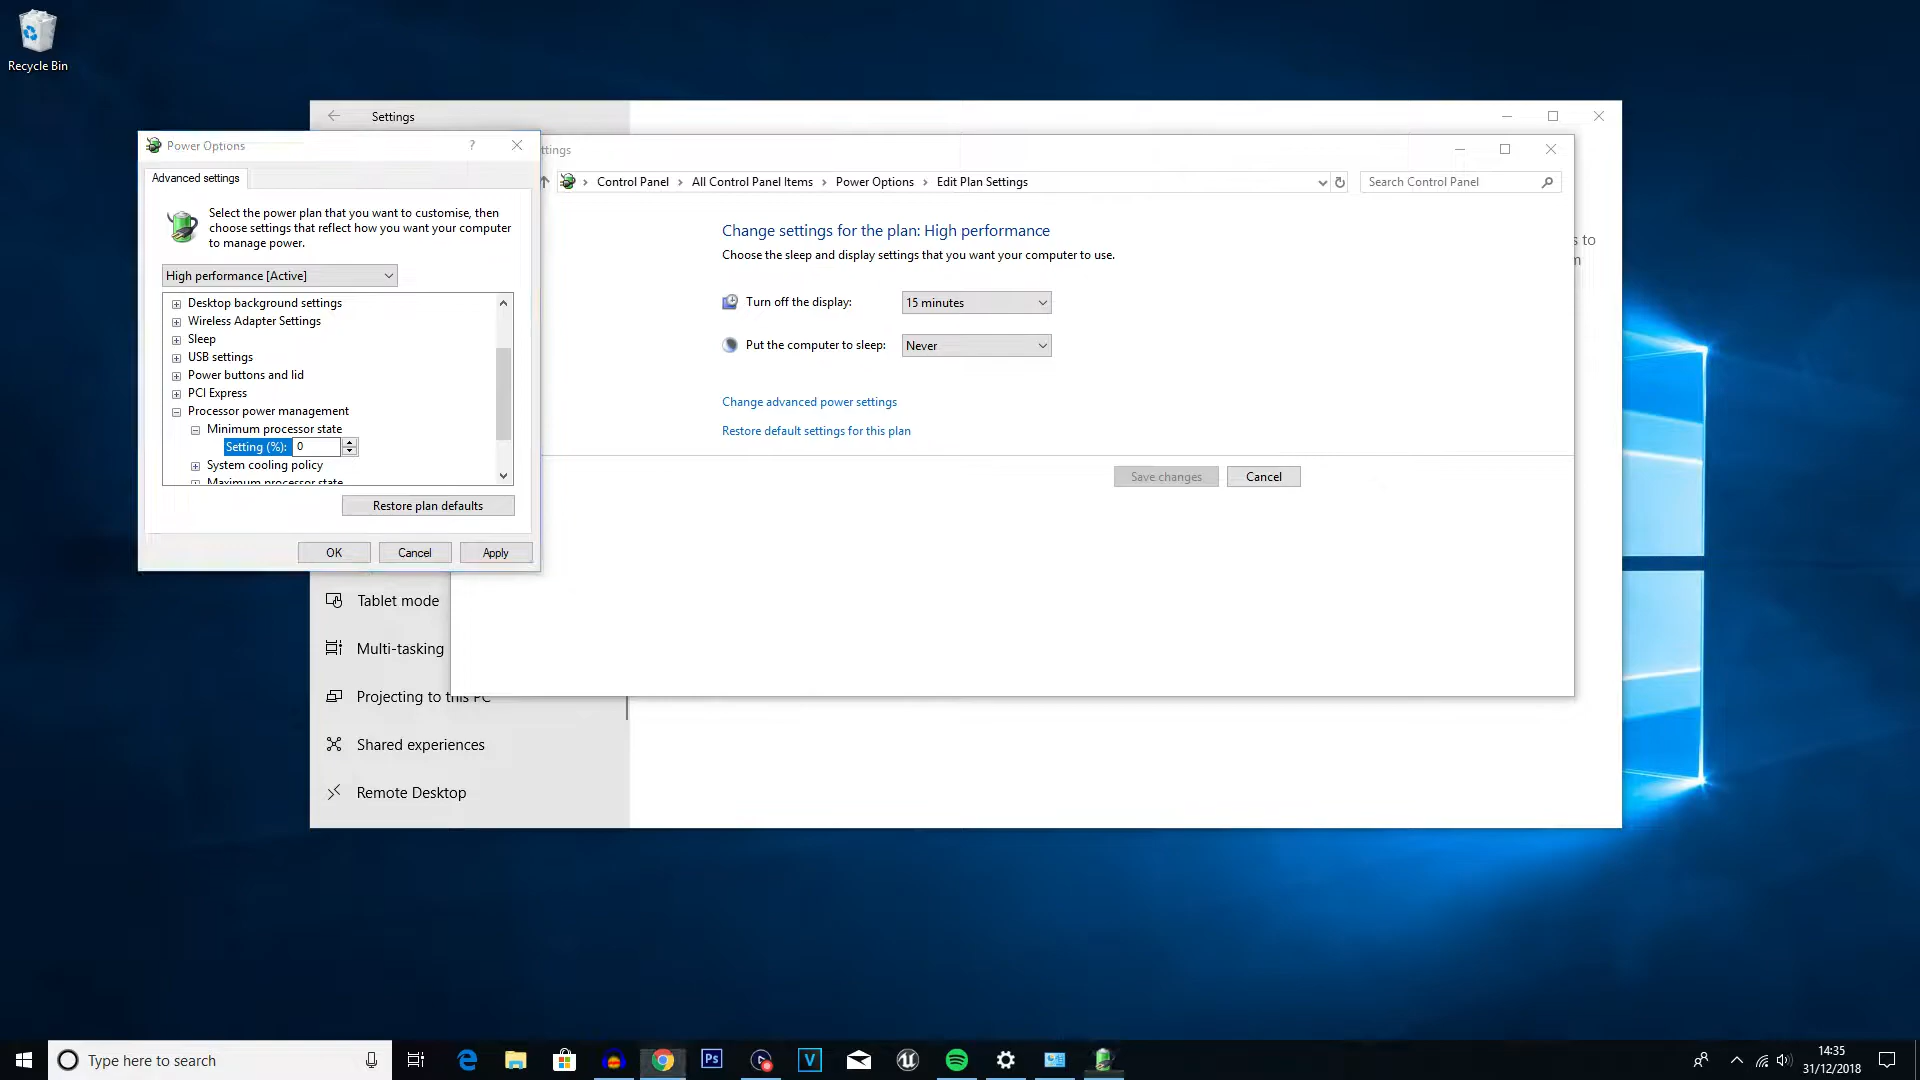 Recycle Bin
Settings
Power Options
?
ttings
Advanced settings
Control Panel
All Control Panel Items
Power Options
Edit Plan Settings
Search Control Panel
Select the power plan that you want to customise, then
choose settings that reflect how you want your computer
to manage power.
High performance [Active]
Desktop background settings
Wireless Adapter Settings
Sleep
USB settings
Power buttons and lid
PCI Express
Processor power management
Minimum processor state
Setting (%): 0
System cooling policy
Maximum processor state
Restore plan defaults
OK
Cancel
Apply
Change settings for the plan: High performance
Choose the sleep and display settings that you want your computer to use.
Turn off the display:
15 minutes
Put the computer to sleep:
Never
Change advanced power settings
Restore default settings for this plan
Save changes
Cancel
s to
m
Tablet mode
Multi-tasking
Projecting to this PC
Shared experiences
Remote Desktop
Type here to search
Ps
V
14:35
31/12/2018